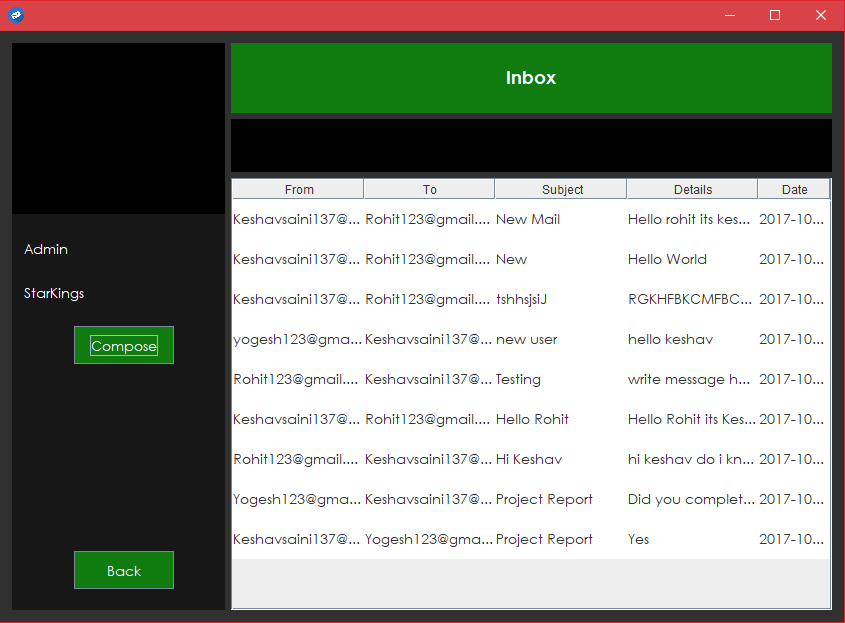 Inbox
Admin
StarKings
Compose
Back
From To Subject Details Date
Keshavsaini137@... Rohit123@gmail.... New Mail Hello rohit its kes... 2017-10...
Keshavsaini137@... Rohit123@gmail.... New Hello World 2017-10...
Keshavsaini137@... Rohit123@gmail.... tshhsjsiJ RGKHFBKCMFBC... 2017-10...
yogesh123@gma... Keshavsaini137@... new user hello keshav 2017-10...
Rohit123@gmail.... Keshavsaini137@... Testing write message h... 2017-10...
Keshavsaini137@... Rohit123@gmail.... Hello Rohit Hello Rohit its Kes... 2017-10...
Rohit123@gmail.... Keshavsaini137@... Hi Keshav hi keshav do i kn... 2017-10...
Yogesh123@gma... Keshavsaini137@... Project Report Did you complet... 2017-10...
Keshavsaini137@... Yogesh123@gma... Project Report Yes 2017-10...